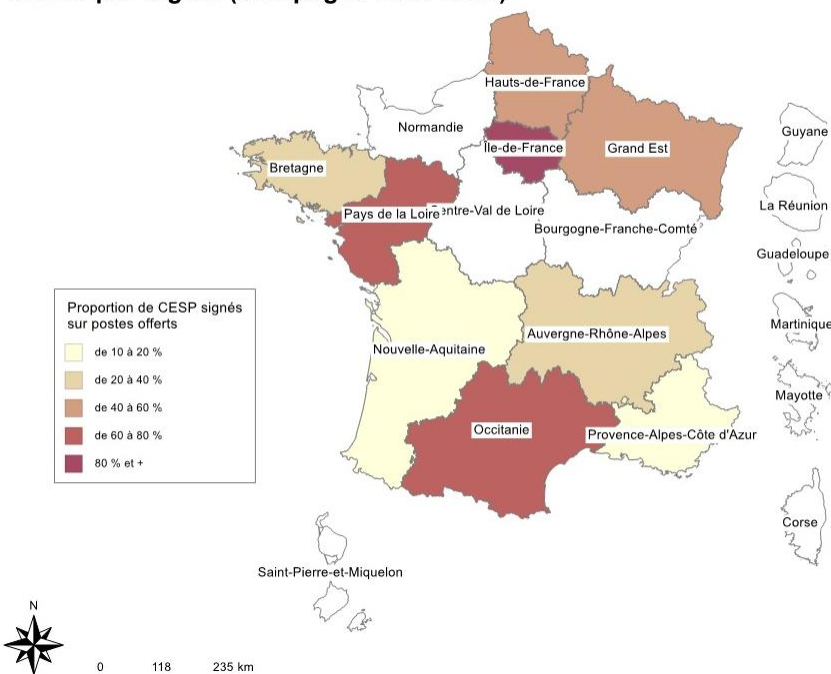 Hauts-de-France
Normandie
Île-de-France
Grand Est
Guyane
Bretagne
Pays de la Loire
entre-Val de Loire
La Réunion
Bourgogne-Franche-Comté
Guadeloupe
Proportion de CESP signés
sur postes offerts
de 10 à 20 %
de 20 à 40 %
de 40 à 60 %
de 60 à 80 %
80 % et +
Martinique
Auvergne-Rhône-Alpes
Nouvelle-Aquitaine
Mayotte
Occitanie
Provence-Alpes-Côte d'Azur
Corse
Saint-Pierre-et-Miquelon
N
0 118 235 km